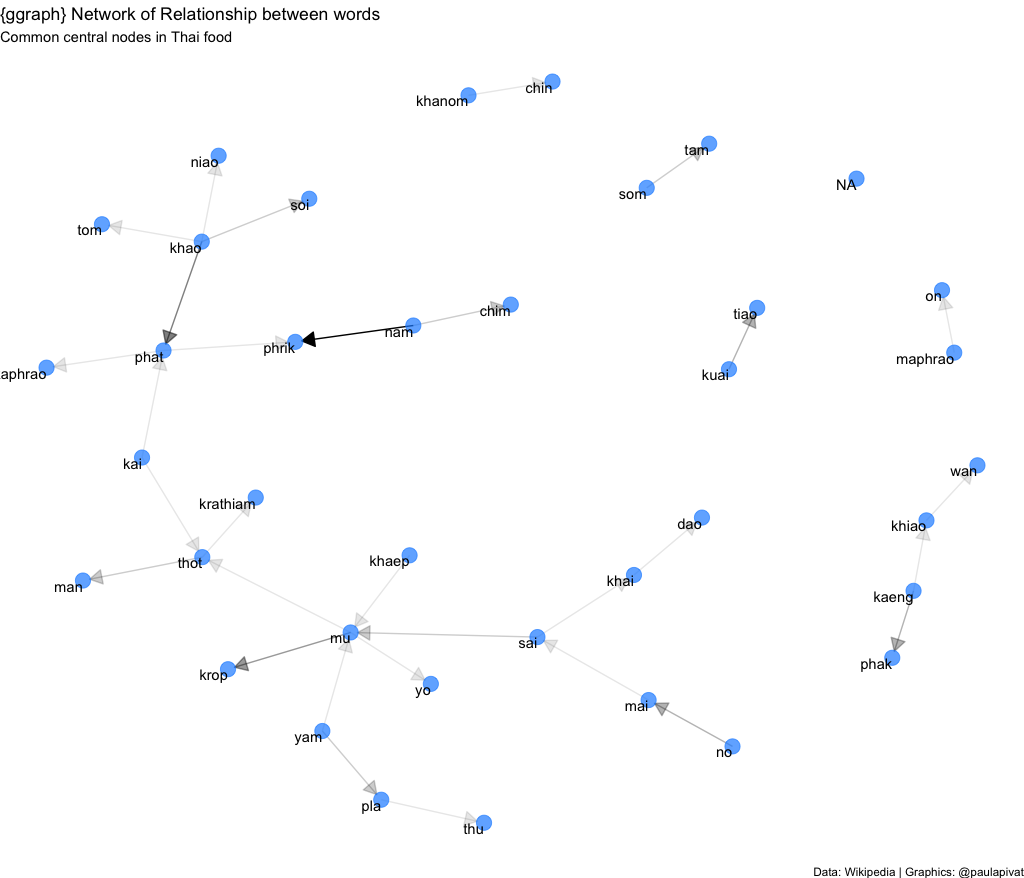 {ggraph} Network of Relationship between words
Common central nodes in Thai food
chin
khanom
tam
niao
NA
som
soi
tom
khao
on
chim
tiao
nam
phrik
phat
maphrao
aphrao
kuai
kai
wan
krathiam
dao
khiao
thot
khaep
khai
man
kaeng
mu
sai
phak
krop
yo
mai
yam
no
pla
thu
Data: Wikipedia | Graphics: @paulapivat